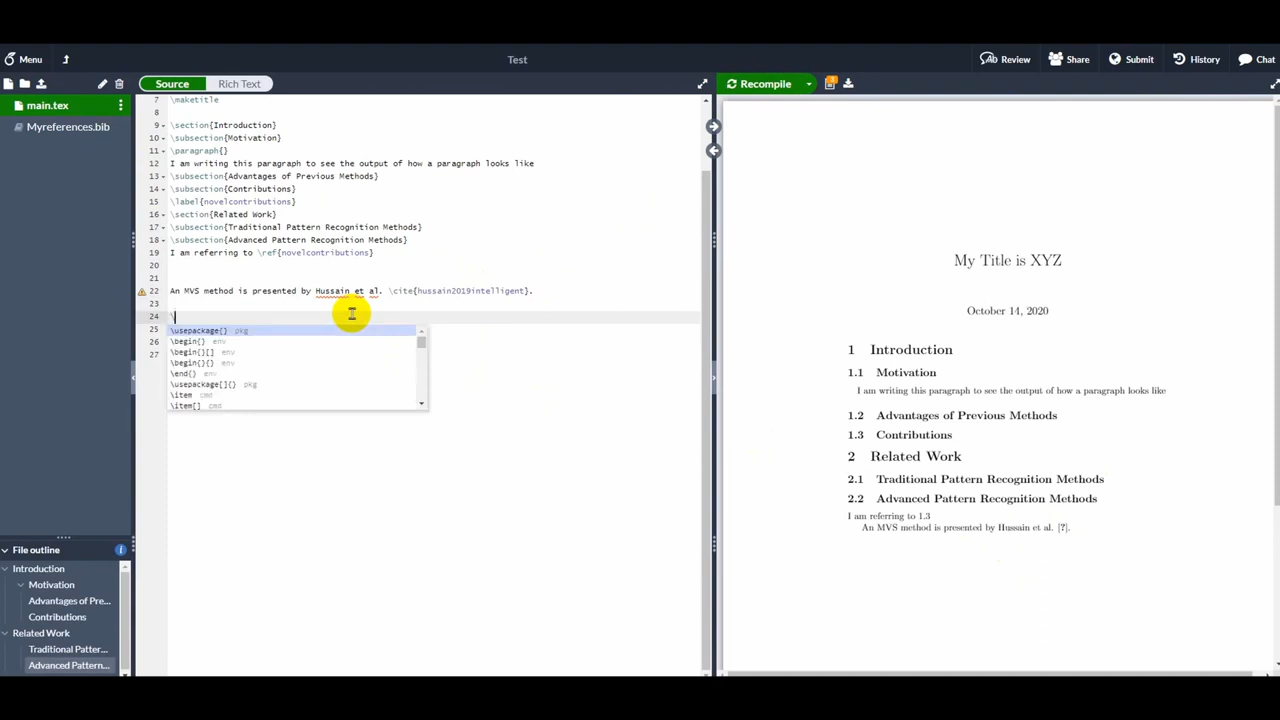 Menu
Test
Review
Share
Submit
History
Chat
Source
Rich Text
Recompile
main.tex
Myreferences.bib
7 \maketitle
8
9 \section{Introduction}
10 \subsection{Motivation}
11 \paragraph{}
12 I am writing this paragraph to see the output of how a paragraph looks like
13 \subsection{Advantages of Previous Methods}
14 \subsection{Contributions}
15 \label{novelcontributions}
16 \section{Related Work}
17 \subsection{Traditional Pattern Recognition Methods}
18 \subsection{Advanced Pattern Recognition Methods}
19 I am referring to \ref{novelcontributions}
20
21
22 An MVS method is presented by Hussain et al. \cite{hussain2019intelligent}.
23
24 \
25
26
27
\usepackage{} pkg
\begin{} env
\begin{}[] env
\begin{}{} env
\end{} env
\usepackage[]{} pkg
\item cmd
\item[] cmd
File outline
Introduction
Motivation
Advantages of Pre...
Contributions
Related Work
Traditional Patter...
Advanced Pattern...
My Title is XYZ
October 14, 2020
1 Introduction
1.1 Motivation
I am writing this paragraph to see the output of how a paragraph looks like
1.2 Advantages of Previous Methods
1.3 Contributions
2 Related Work
2.1 Traditional Pattern Recognition Methods
2.2 Advanced Pattern Recognition Methods
I am referring to 1.3
An MVS method is presented by Hussain et al. [?].